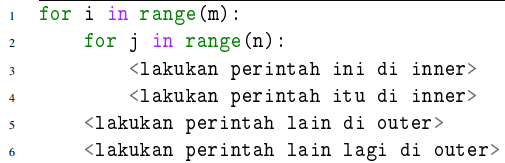 1 for i in range(m):
2     for j in range(n):
3         <lakukan perintah ini di inner>
4         <lakukan perintah itu di inner>
5     <lakukan perintah lain di outer>
6     <lakukan perintah lain lagi di outer>